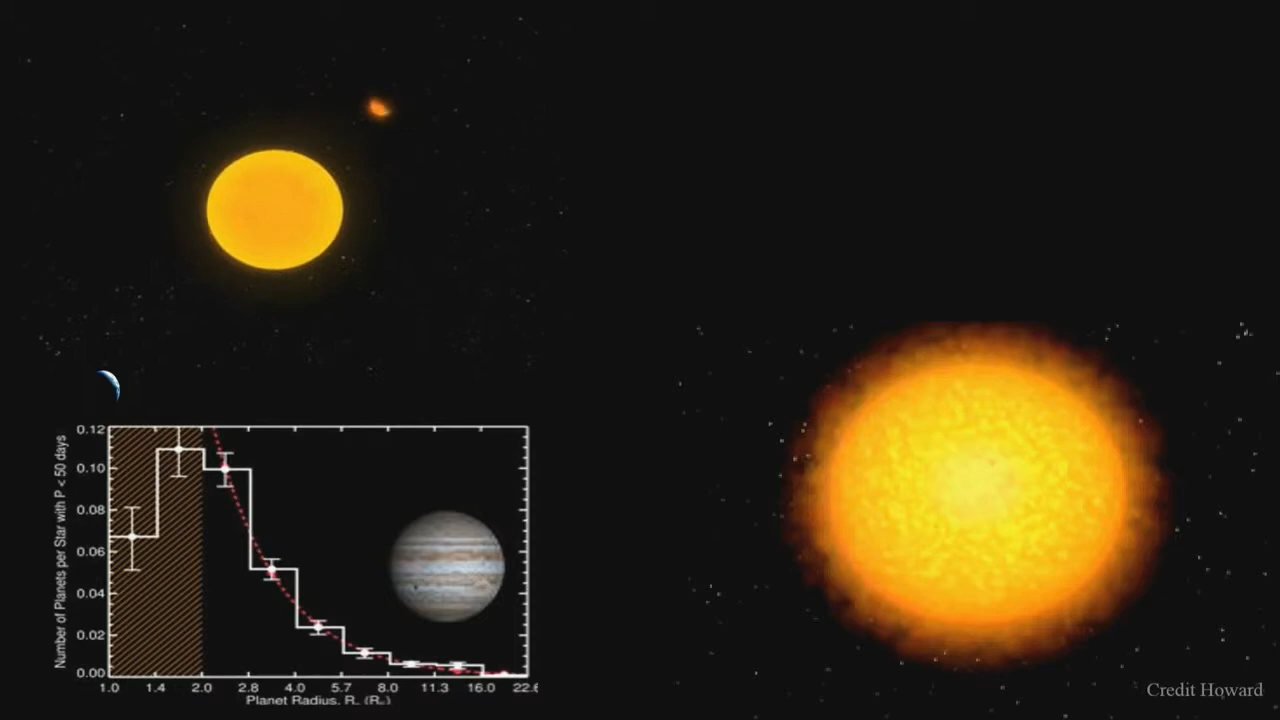 0.12
0.10
0.08
0.06
0.04
0.02
0.00
Number of Planets per Star with P < 50 days
1.0 1.4 2.0 2.8 4.0 5.7 8.0 11.3 16.0 22.6
Planet Radius, R
Credit Howard